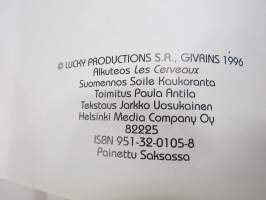 © LUCKY PRODUCTIONS S.A., GIVRINS 1996
Alkuteos Les Cerveaux
Suomennos Soile Kaukoranta
Toimitus Paula Antila
Tekstaus Jarkko Uosukainen
Helsinki Media Company Oy
82225
ISBN 951-32-0105-8
Painettu Saksassa